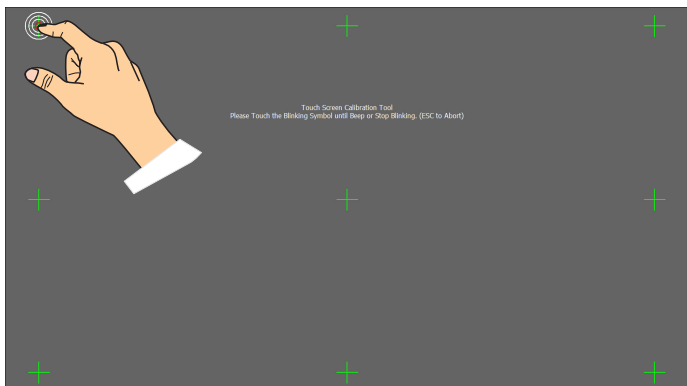 Touch Screen Calibration Tool
Please Touch the Blinking Symbol until Beep or Stop Blinking. (ESC to Abort)